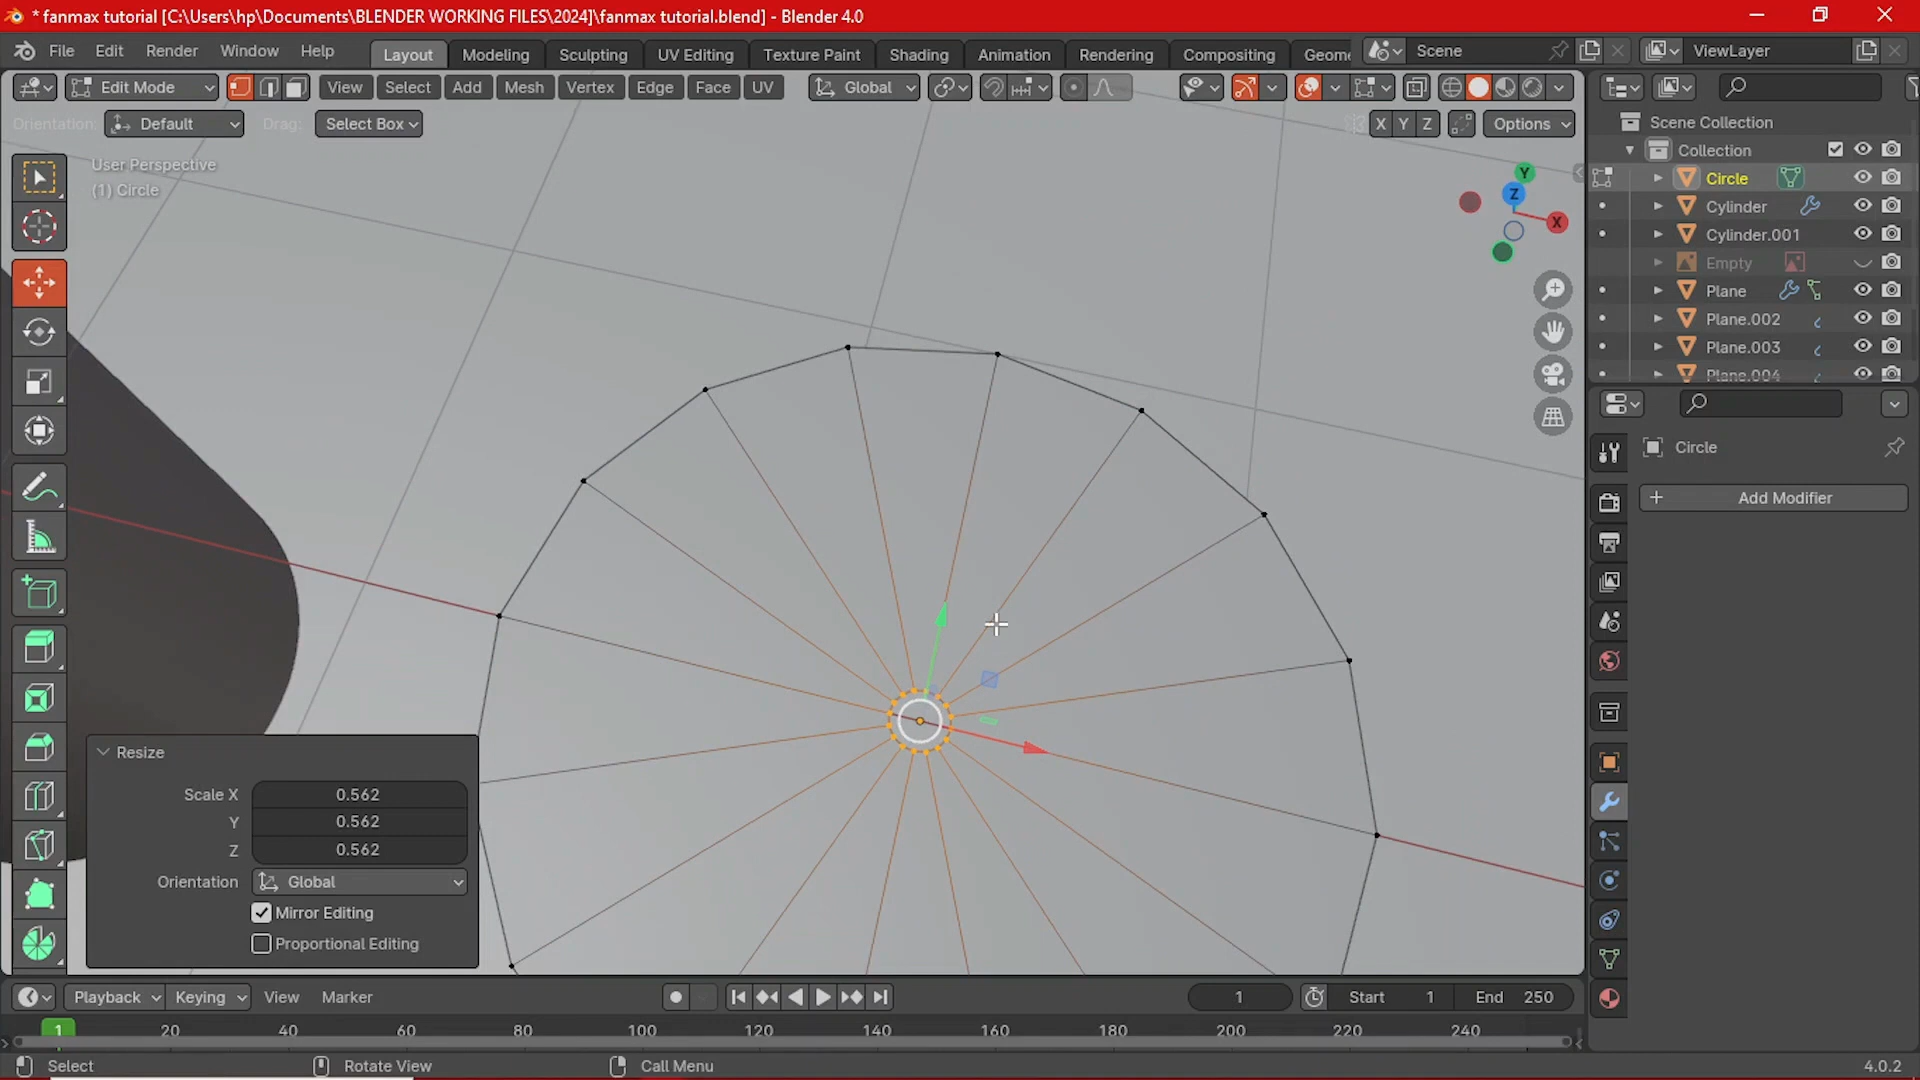 * fanmax tutorial [C:\Users\hp\Documents\BLENDER WORKING FILES\2024]\fanmax tutorial.blend] - Blender 4.0
File Edit Render Window Help Layout Modeling Sculpting UV Editing Texture Paint Shading Animation Rendering Compositing Geome Scene ViewLayer
Edit Mode View Select Add Mesh Vertex Edge Face UV Global
Orientation: Default Drag: Select Box X Y Z Options
User Perspective
(1) Circle
Y
Z
X
Scene Collection
Collection
Circle
Cylinder
Cylinder.001
Empty
Plane
Plane.002
Plane.003
Plane.004
Circle
Add Modifier
Resize
Scale X 0.562
Y 0.562
Z 0.562
Orientation Global
Mirror Editing
Proportional Editing
Playback Keying View Marker 1 Start 1 End 250
1 20 40 60 80 100 120 140 160 180 200 220 240
Select Rotate View Call Menu 4.0.2